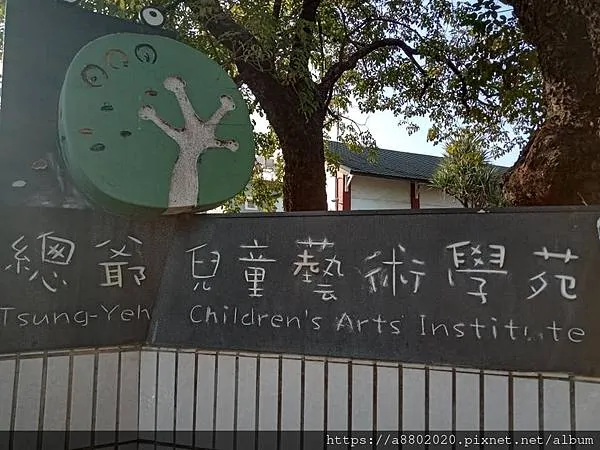 總爺 兒童藝術學苑
Tsung-Yeh Children's Arts Institute
https://a8802020.pixnet.net/album